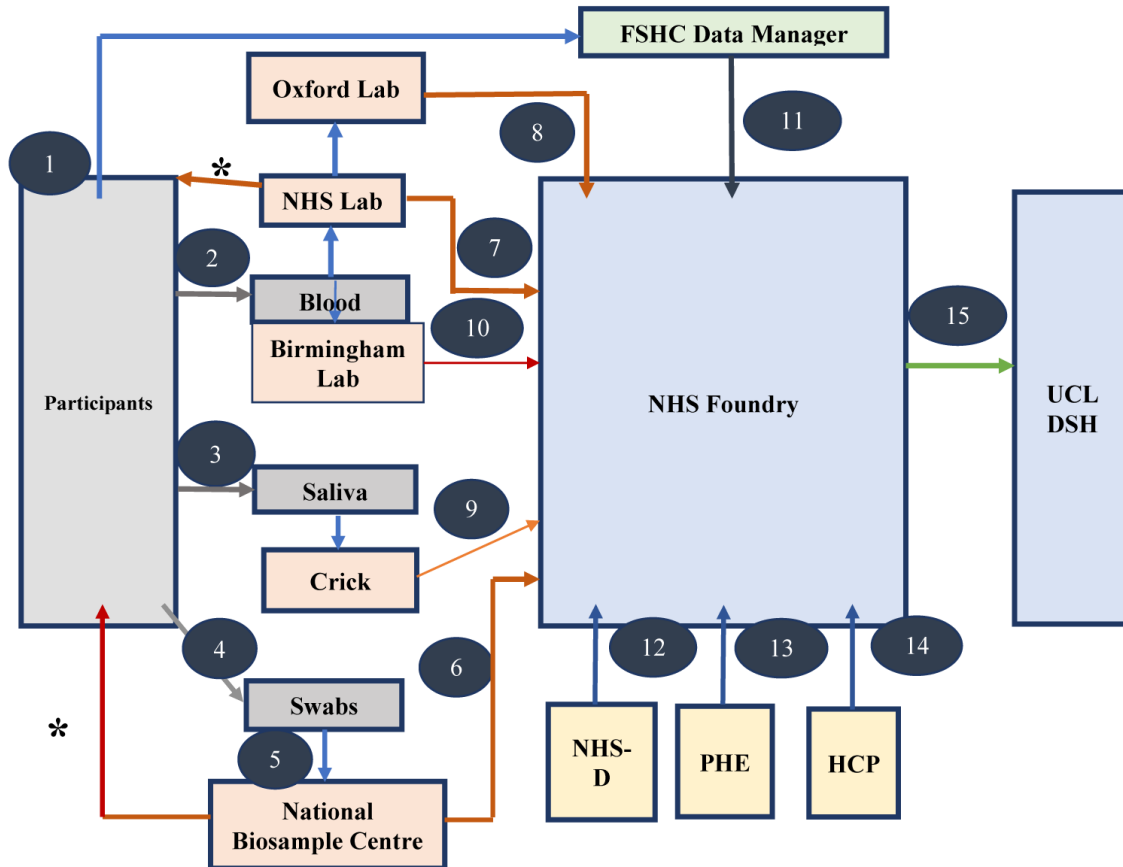 FSHC Data Manager
Oxford Lab
8
11
1
*
NHS Lab
7
2
Blood
10
15
Birmingham
Lab
Participants
NHS Foundry
UCL
DSH
3
Saliva
9
Crick
4
6
12
13
14
Swabs
*
5
NHS-
D
PHE
HCP
National
Biosample Centre